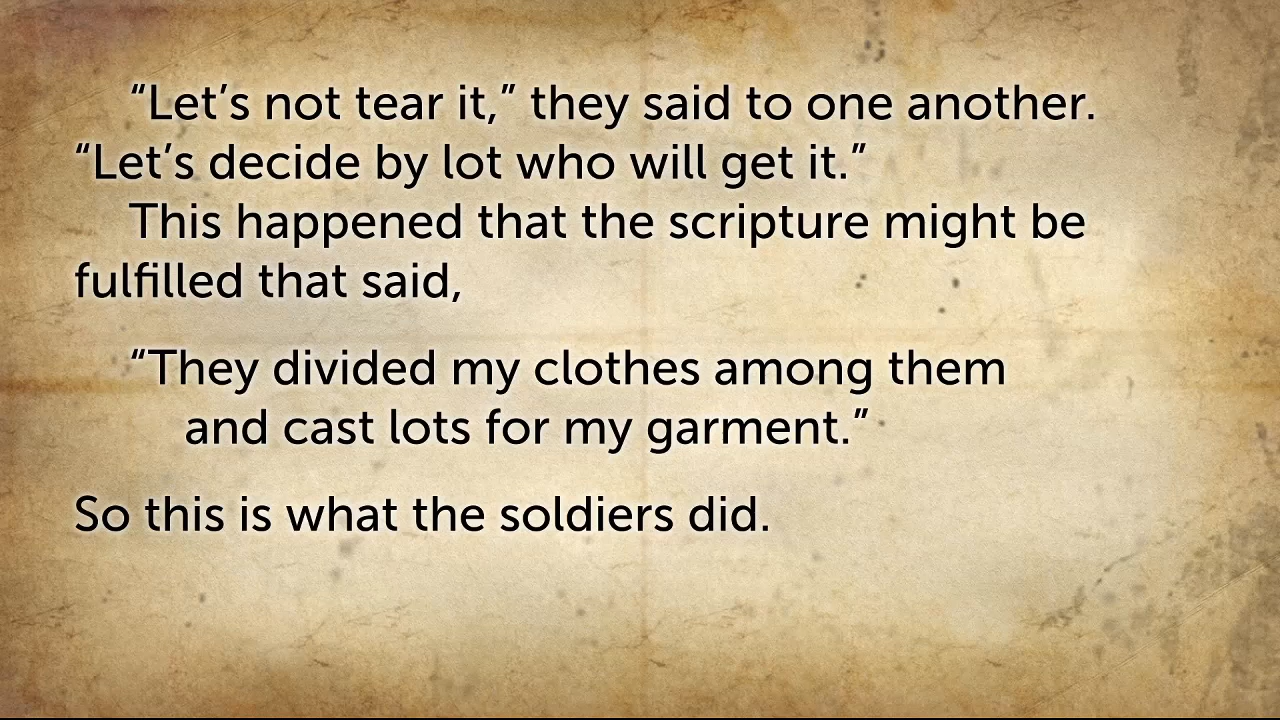 “Let’s not tear it,” they said to one another.
“Let’s decide by lot who will get it.”
This happened that the scripture might be
fulfilled that said,
“They divided my clothes among them
and cast lots for my garment.”
So this is what the soldiers did.